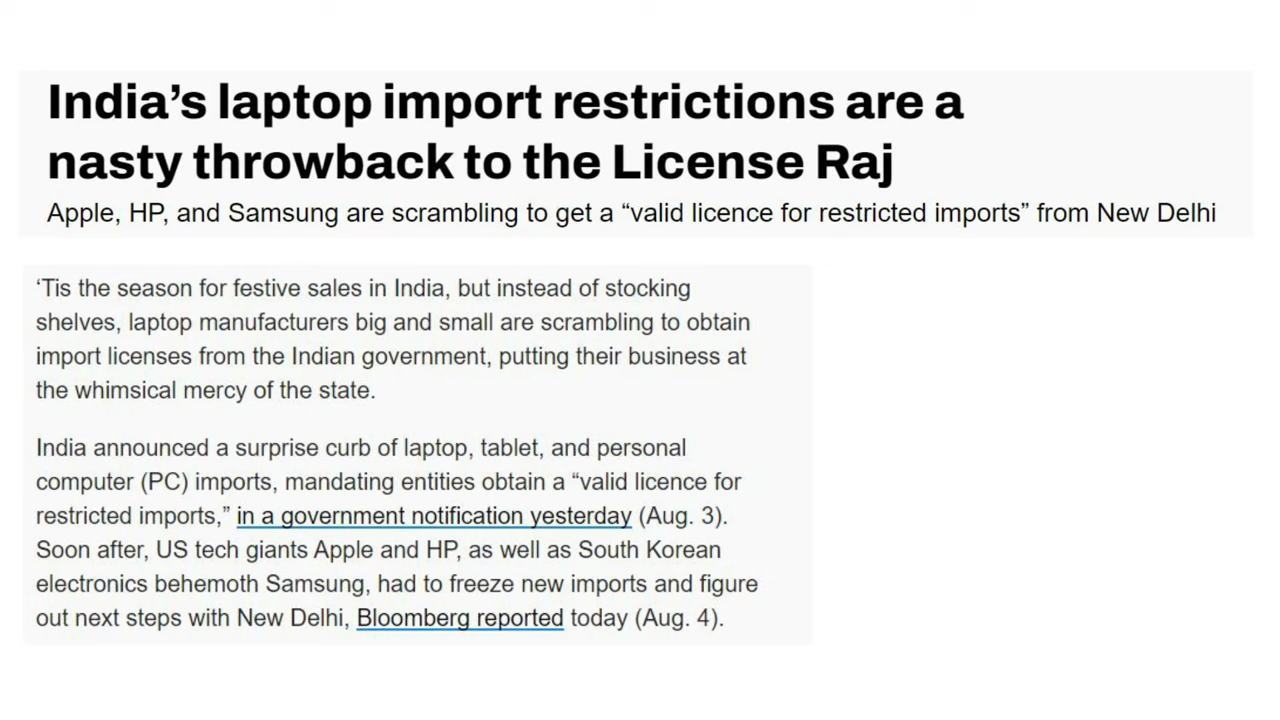 India’s laptop import restrictions are a
nasty throwback to the License Raj
Apple, HP, and Samsung are scrambling to get a “valid licence for restricted imports” from New Delhi
‘Tis the season for festive sales in India, but instead of stocking
shelves, laptop manufacturers big and small are scrambling to obtain
import licenses from the Indian government, putting their business at
the whimsical mercy of the state.
India announced a surprise curb of laptop, tablet, and personal
computer (PC) imports, mandating entities obtain a “valid licence for
restricted imports,” in a government notification yesterday (Aug. 3).
Soon after, US tech giants Apple and HP, as well as South Korean
electronics behemoth Samsung, had to freeze new imports and figure
out next steps with New Delhi, Bloomberg reported today (Aug. 4).